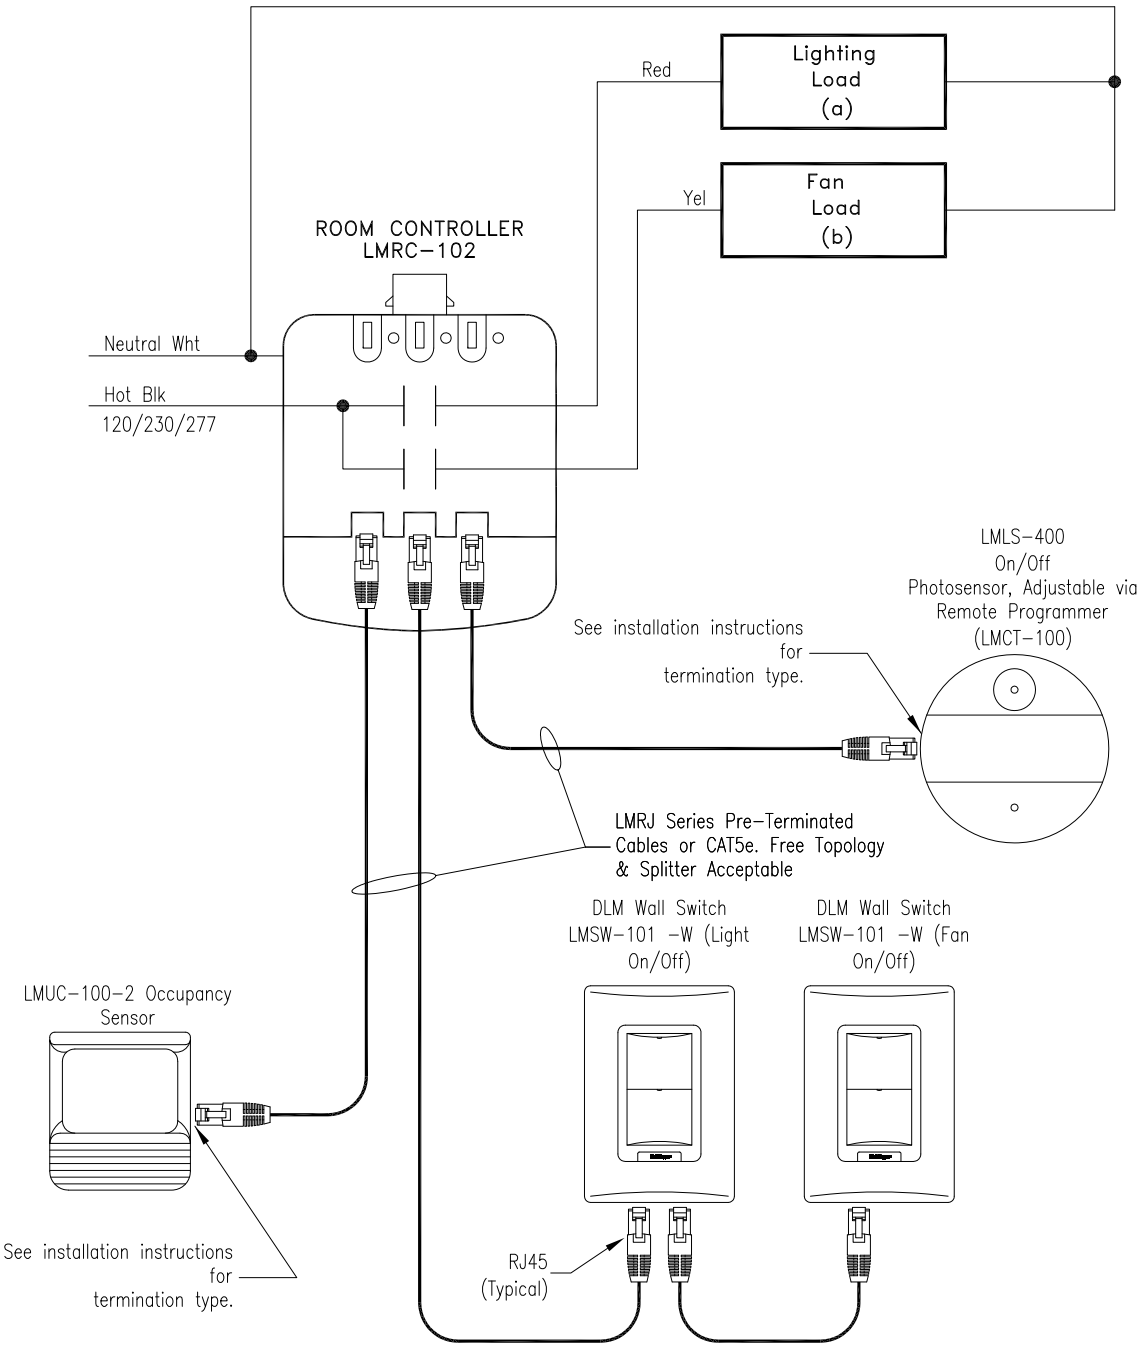 Red
Lighting
Load
(a)
Yel
Fan
Load
(b)
ROOM CONTROLLER
LMRC-102
Neutral Wht
Hot Blk
120/230/277
LMLS-400
On/Off
Photosensor, Adjustable via
Remote Programmer
(LMCT-100)
See installation instructions
for
termination type.
LMRJ Series Pre-Terminated
Cables or CAT5e. Free Topology
& Splitter Acceptable
DLM Wall Switch
LMSW-101 -W (Light
On/Off)
DLM Wall Switch
LMSW-101 -W (Fan
On/Off)
LMUC-100-2 Occupancy
Sensor
See installation instructions
for
termination type.
RJ45
(Typical)